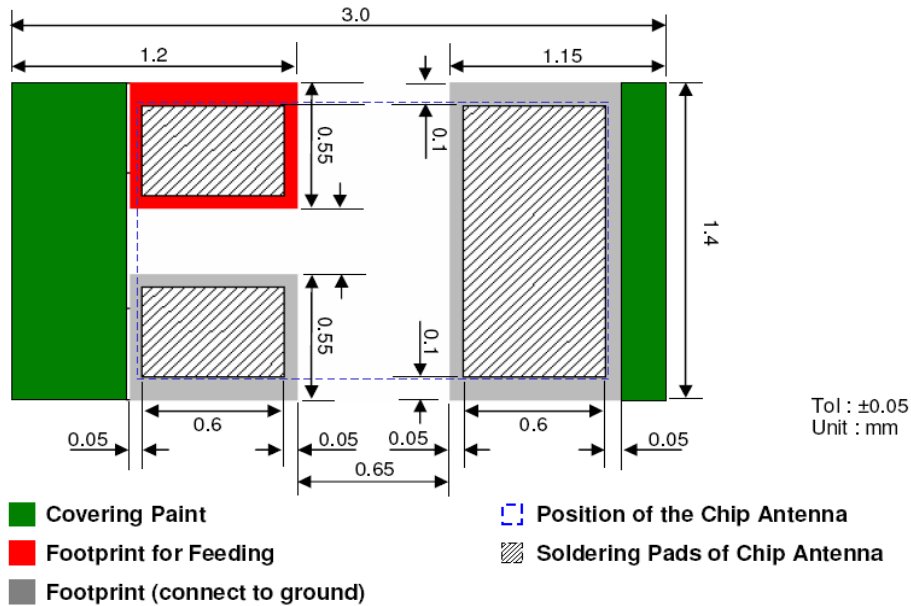 3.0
1.2
1.15
0.55
0.1
1.4
0.55
0.1
0.6
0.6
0.05
0.05
0.05
0.05
0.65
Tol : ±0.05
Unit : mm
Covering Paint
Position of the Chip Antenna
Footprint for Feeding
Soldering Pads of Chip Antenna
Footprint (connect to ground)